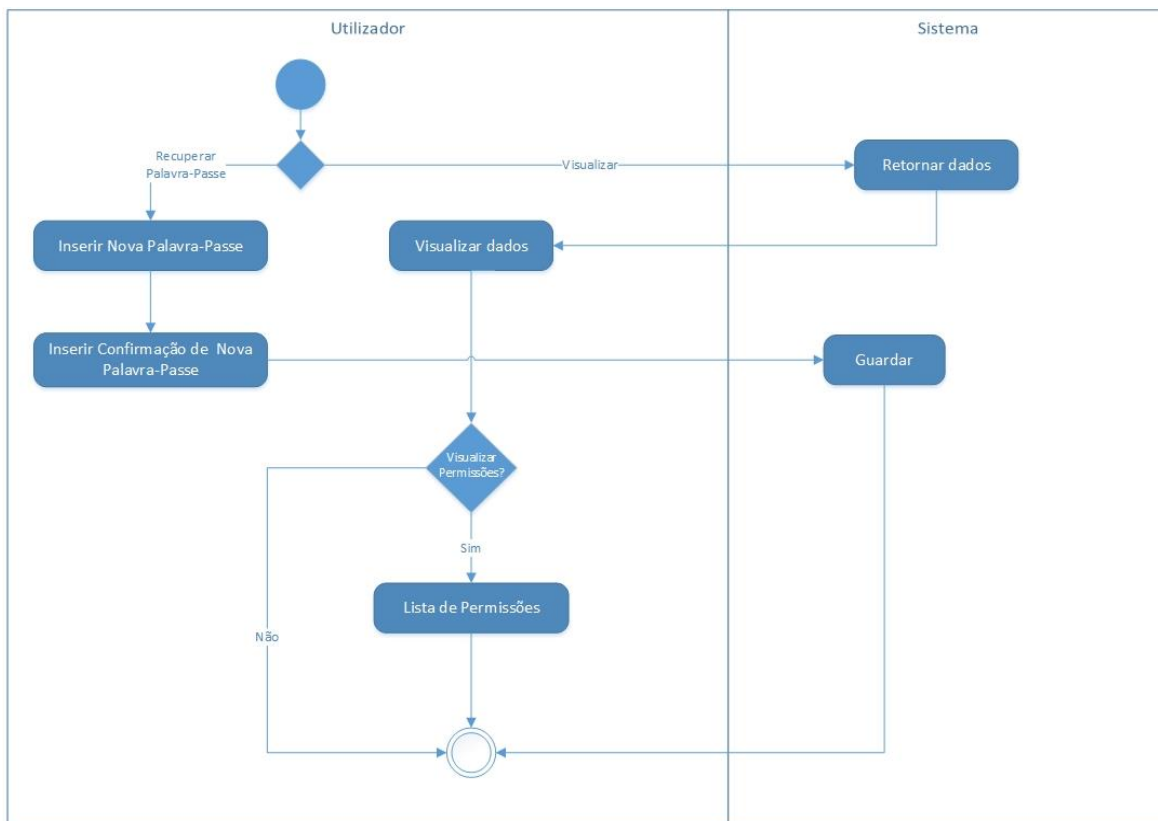 Utilizador
Sistema
Recuperar
Palavra-Passe
Visualizar
Retornar dados
Inserir Nova Palavra-Passe
Visualizar dados
Inserir Confirmação de Nova
Palavra-Passe
Guardar
Visualizar
Permissões?
Sim
Lista de Permissões
Não